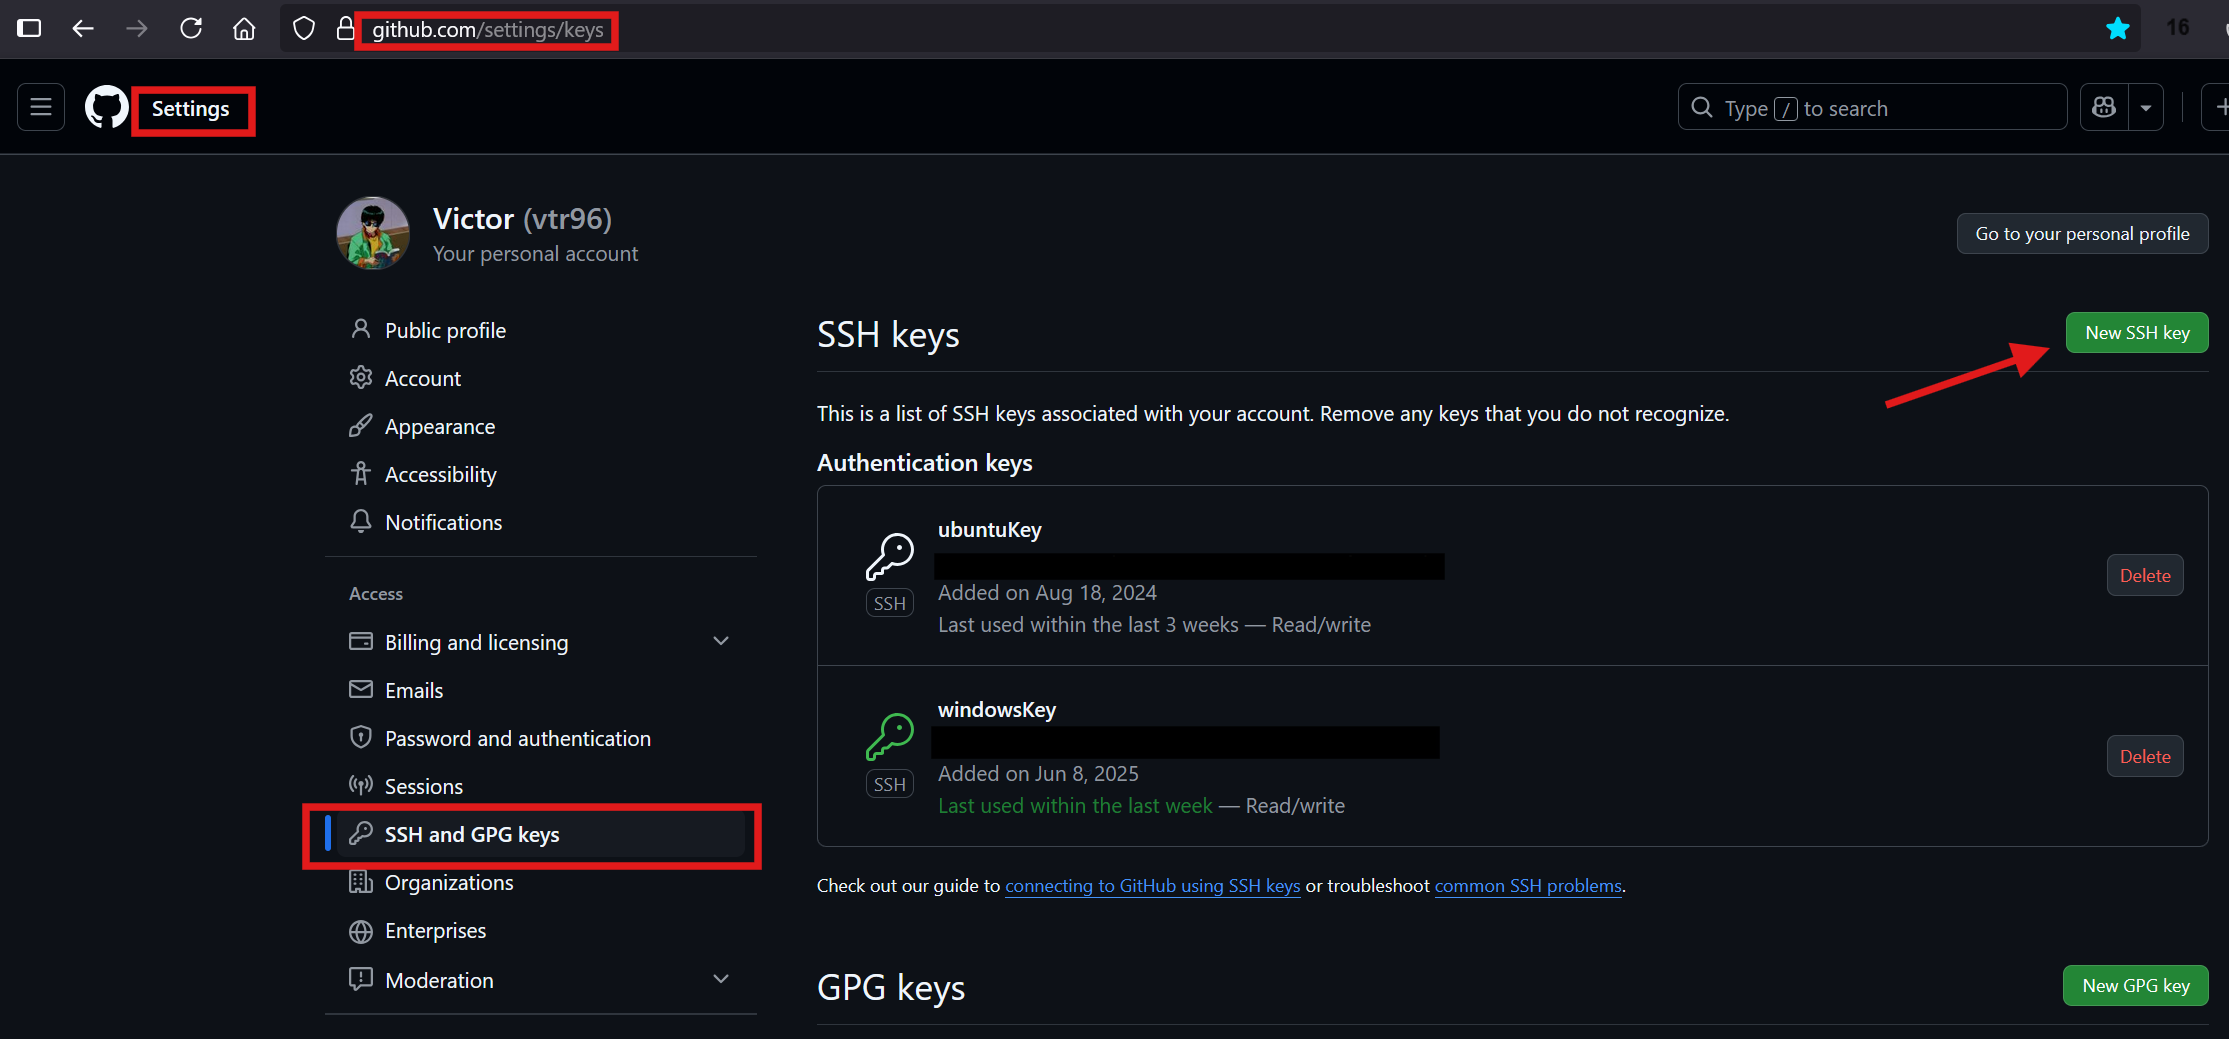 github.com/settings/keys
16
Settings
Type / to search
Victor (vtr96)
Your personal account
Go to your personal profile
Public profile
Account
Appearance
Accessibility
Notifications
Access
Billing and licensing
Emails
Password and authentication
Sessions
SSH and GPG keys
Organizations
Enterprises
Moderation
SSH keys
New SSH key
This is a list of SSH keys associated with your account. Remove any keys that you do not recognize.
Authentication keys
ubuntuKey
SSH
Added on Aug 18, 2024
Last used within the last 3 weeks — Read/write
Delete
windowsKey
SSH
Added on Jun 8, 2025
Last used within the last week — Read/write
Delete
Check out our guide to connecting to GitHub using SSH keys or troubleshoot common SSH problems.
GPG keys
New GPG key